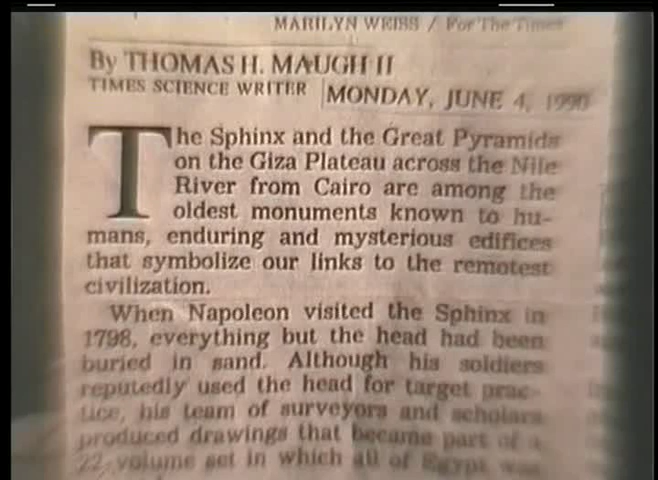 MARILYN WEISS / For The Times
By THOMAS H. MAUGH II
TIMES SCIENCE WRITER
MONDAY, JUNE 4, 1990
The Sphinx and the Great Pyramids
on the Giza Plateau across the Nile
River from Cairo are among the
oldest monuments known to hu-
mans, enduring and mysterious edifices
that symbolize our links to the remotest
civilization.
When Napoleon visited the Sphinx in
1798, everything but the head had been
buried in sand. Although his soldiers
reputedly used the head for target prac-
tice, his team of surveyors and scholars
produced drawings that became part of a
22-volume set in which all of Egypt was